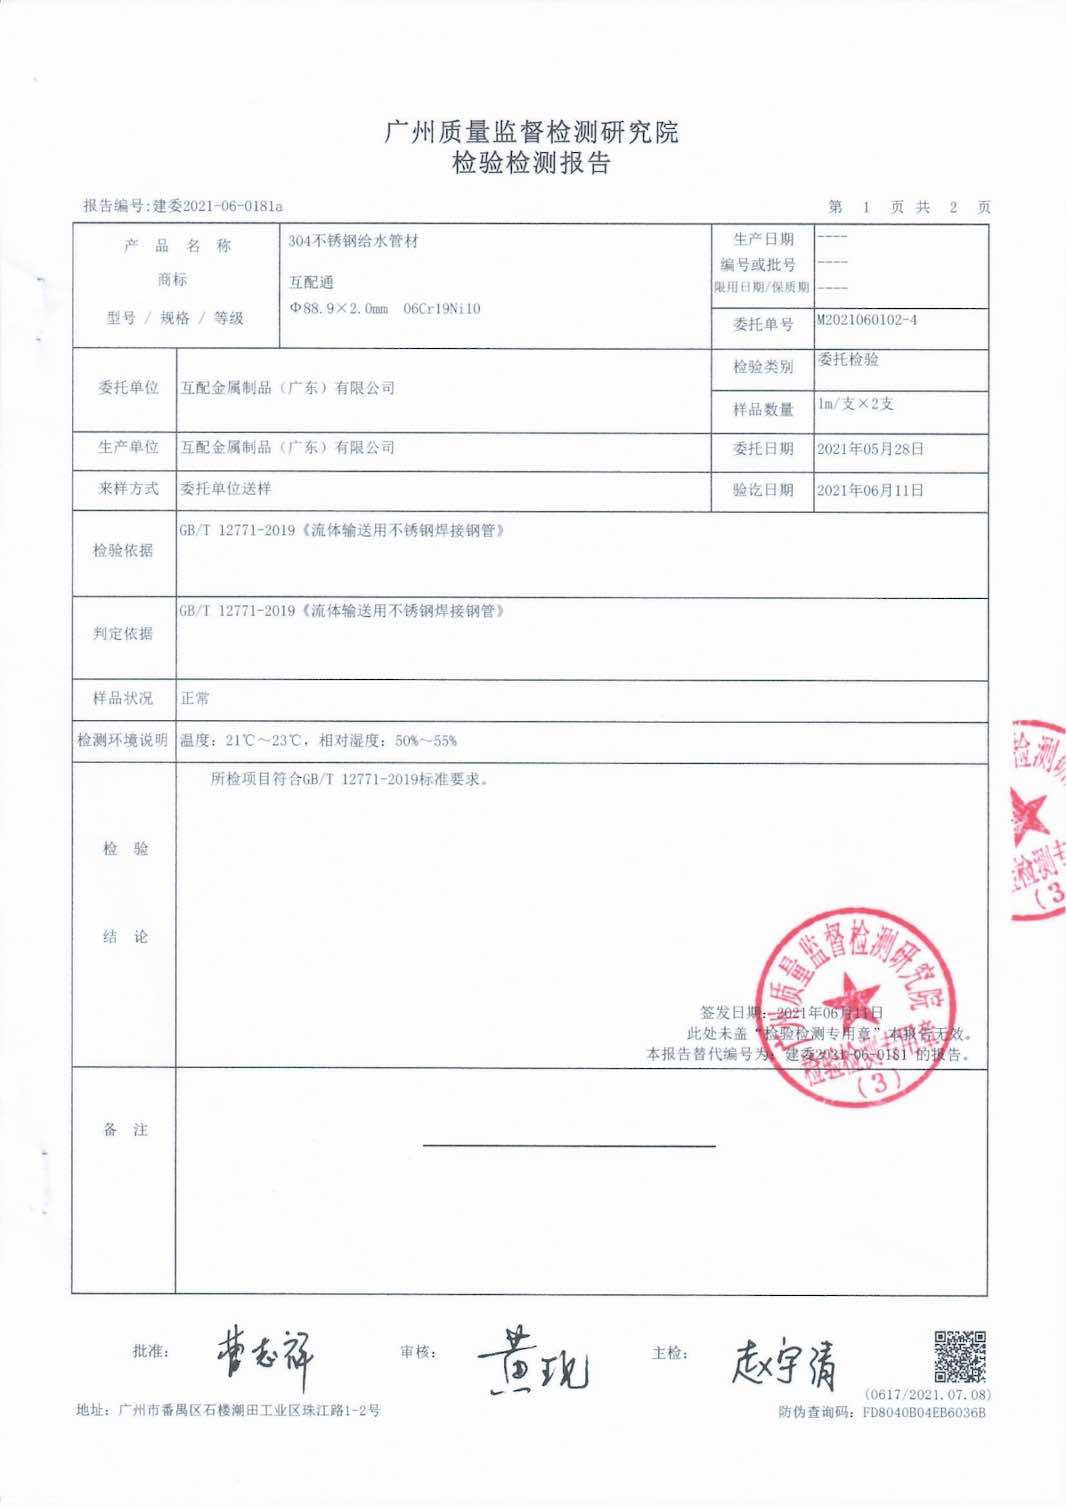 广州质量监督检测研究院
检验检测报告
报告编号:建委2021-06-0181a
第 1 页 共 2 页
产 品 名 称
304不锈钢给水管材
商标
互配通
型号 / 规格 / 等级
Φ88.9×2.0mm 06Cr19Ni10
生产日期
----
编号或批号
----
限用日期/保质期
----
委托单号
M2021060102-4
委托单位
互配金属制品（广东）有限公司
检验类别
委托检验
样品数量
1m/支×2支
生产单位
互配金属制品（广东）有限公司
委托日期
2021年05月28日
来样方式
委托单位送样
验讫日期
2021年06月11日
检验依据
GB/T 12771-2019《流体输送用不锈钢焊接钢管》
判定依据
GB/T 12771-2019《流体输送用不锈钢焊接钢管》
样品状况
正常
检测环境说明
温度：21℃～23℃，相对湿度：50%～55%
检 验
结 论
所检项目符合GB/T 12771-2019标准要求。
签发日期：2021年06月11日
此处未盖“检验检测专用章”本报告无效。
本报告替代编号为：建委2021-06-0181 的报告。
广州质量监督检测研究院
检验检测专用章
(3)
检测研
检检测专
(3
备 注
批准：
曹志祥
审核：
黄现
主检：
赵宇清
(0617/2021.07.08)
地址：广州市番禺区石楼潮田工业区珠江路1-2号
防伪查询码：FD8040B04EB6036B